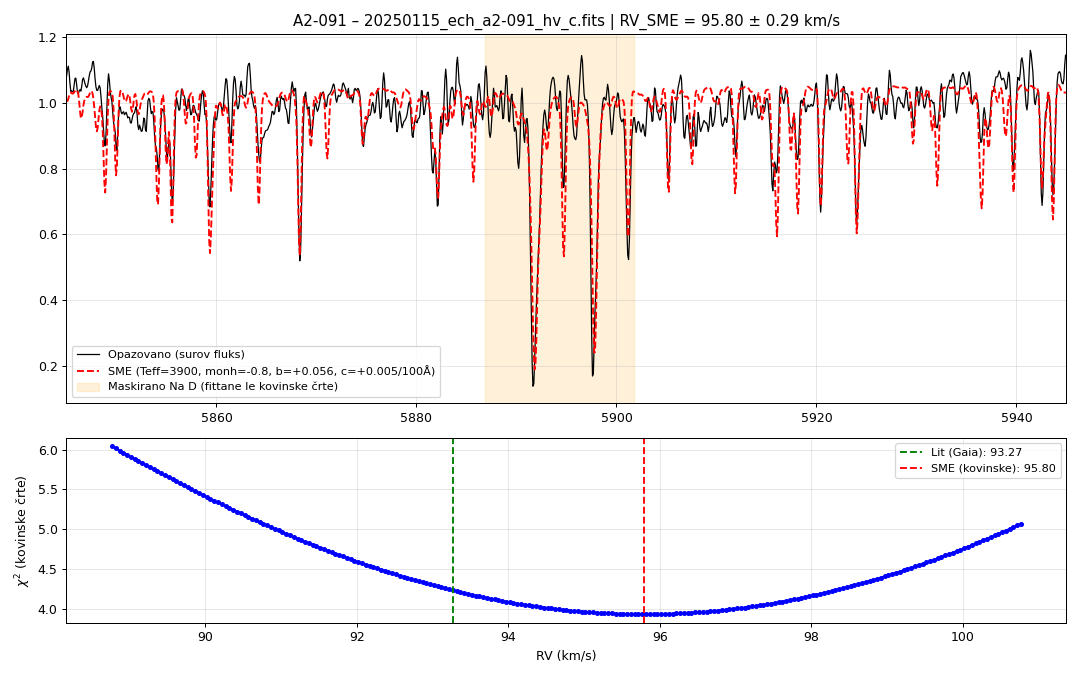 A2-091 – 20250115_ech_a2-091_hv_c.fits | RV_SME = 95.80 ± 0.29 km/s
1.2
1.0
0.8
0.6
0.4
0.2
Opazovano (surov fluks)
SME (Teff=3900, monh=-0.8, b=+0.056, c=+0.005/100Å)
Maskirano Na D (fittane le kovinske črte)
5860 5880 5900 5920 5940
χ² (kovinske črte)
6.0
5.5
5.0
4.5
4.0
Lit (Gaia): 93.27
SME (kovinske): 95.80
90 92 94 96 98 100
RV (km/s)